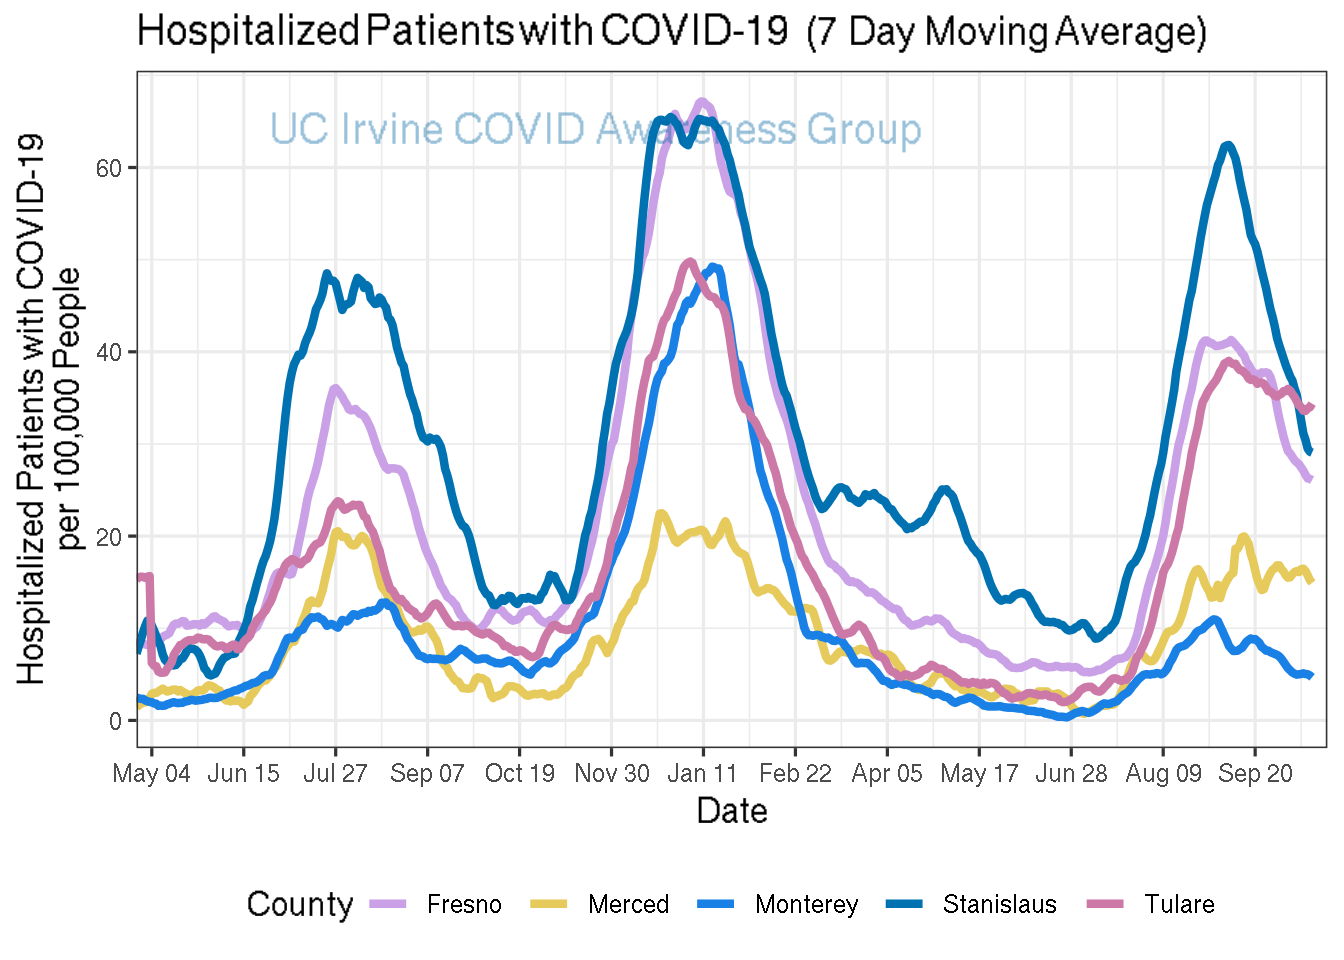 Hospitalized Patients with COVID-19 (7 Day Moving Average)
UC Irvine COVID Awareness Group
Hospitalized Patients with COVID-19
per 100,000 People
60
40
20
0
May 04 Jun 15 Jul 27 Sep 07 Oct 19 Nov 30 Jan 11 Feb 22 Apr 05 May 17 Jun 28 Aug 09 Sep 20
Date
County Fresno Merced Monterey Stanislaus Tulare